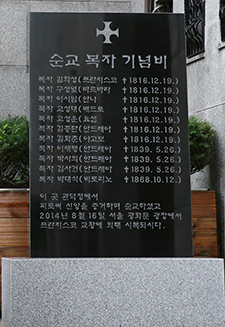 순교 복자 기념비
복자 김희성(프란치스코 ✝1816.12.19.)
복자 구성열(바르바라 ✝1816.12.19.)
복자 이시임(안나 ✝1816.12.19.)
복자 고성대(베드로 ✝1816.12.19.)
복자 고성운(요셉 ✝1816.12.19.)
복자 김종한(안드레아 ✝1816.12.19.)
복자 김화춘(야고보 ✝1816.12.19.)
복자 이재행(안드레아 ✝1839. 5.26.)
복자 박사의(안드레아 ✝1839. 5.26.)
복자 김사건(안드레아 ✝1839. 5.26.)
복자 박대식(빅토리노 ✝1868.10.12.)
이 곳 관덕정에서
피로써 신앙을 증거하며 순교하셨고
2014년 8월 16일 서울 광화문 광장에서
프란치스코 교황에 의해 시복되시다.